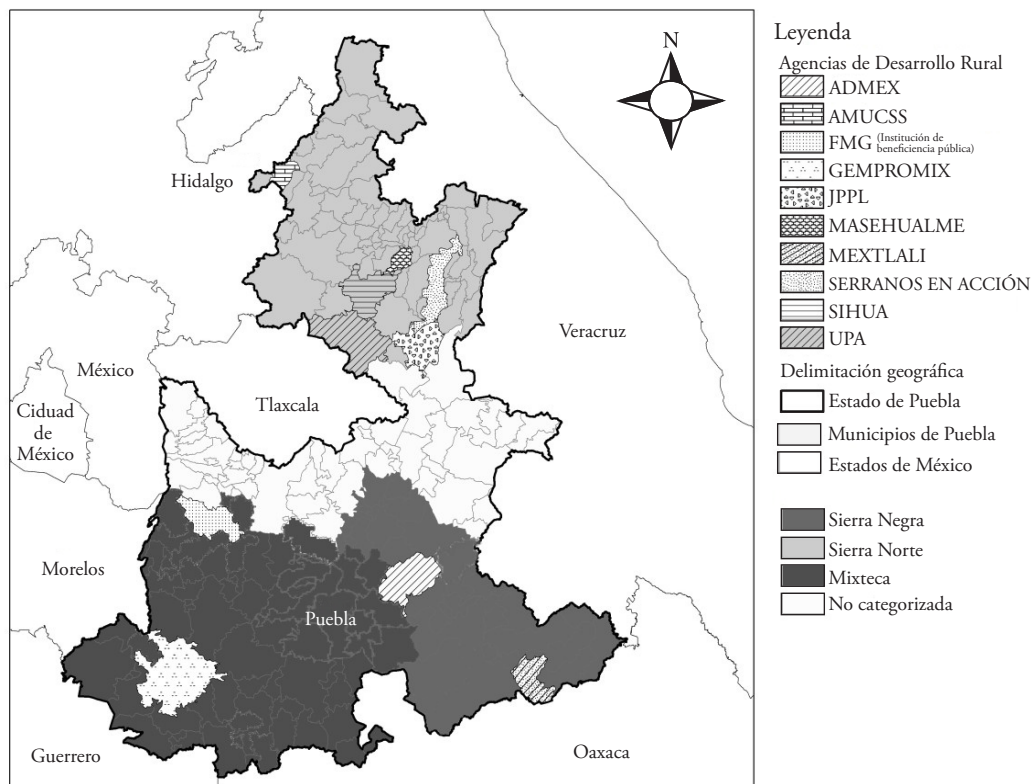 N
Hidalgo
Veracruz
México
Tlaxcala
Ciduad
de
México
Morelos
Puebla
Guerrero
Oaxaca
Leyenda
Agencias de Desarrollo Rural
ADMEX
AMUCSS
FMG (Institución de
beneficiencia pública)
GEMPROMIX
JPPL
MASEHUALME
MEXTLALI
SERRANOS EN ACCIÓN
SIHUA
UPA
Delimitación geográfica
Estado de Puebla
Municipios de Puebla
Estados de México
Sierra Negra
Sierra Norte
Mixteca
No categorizada